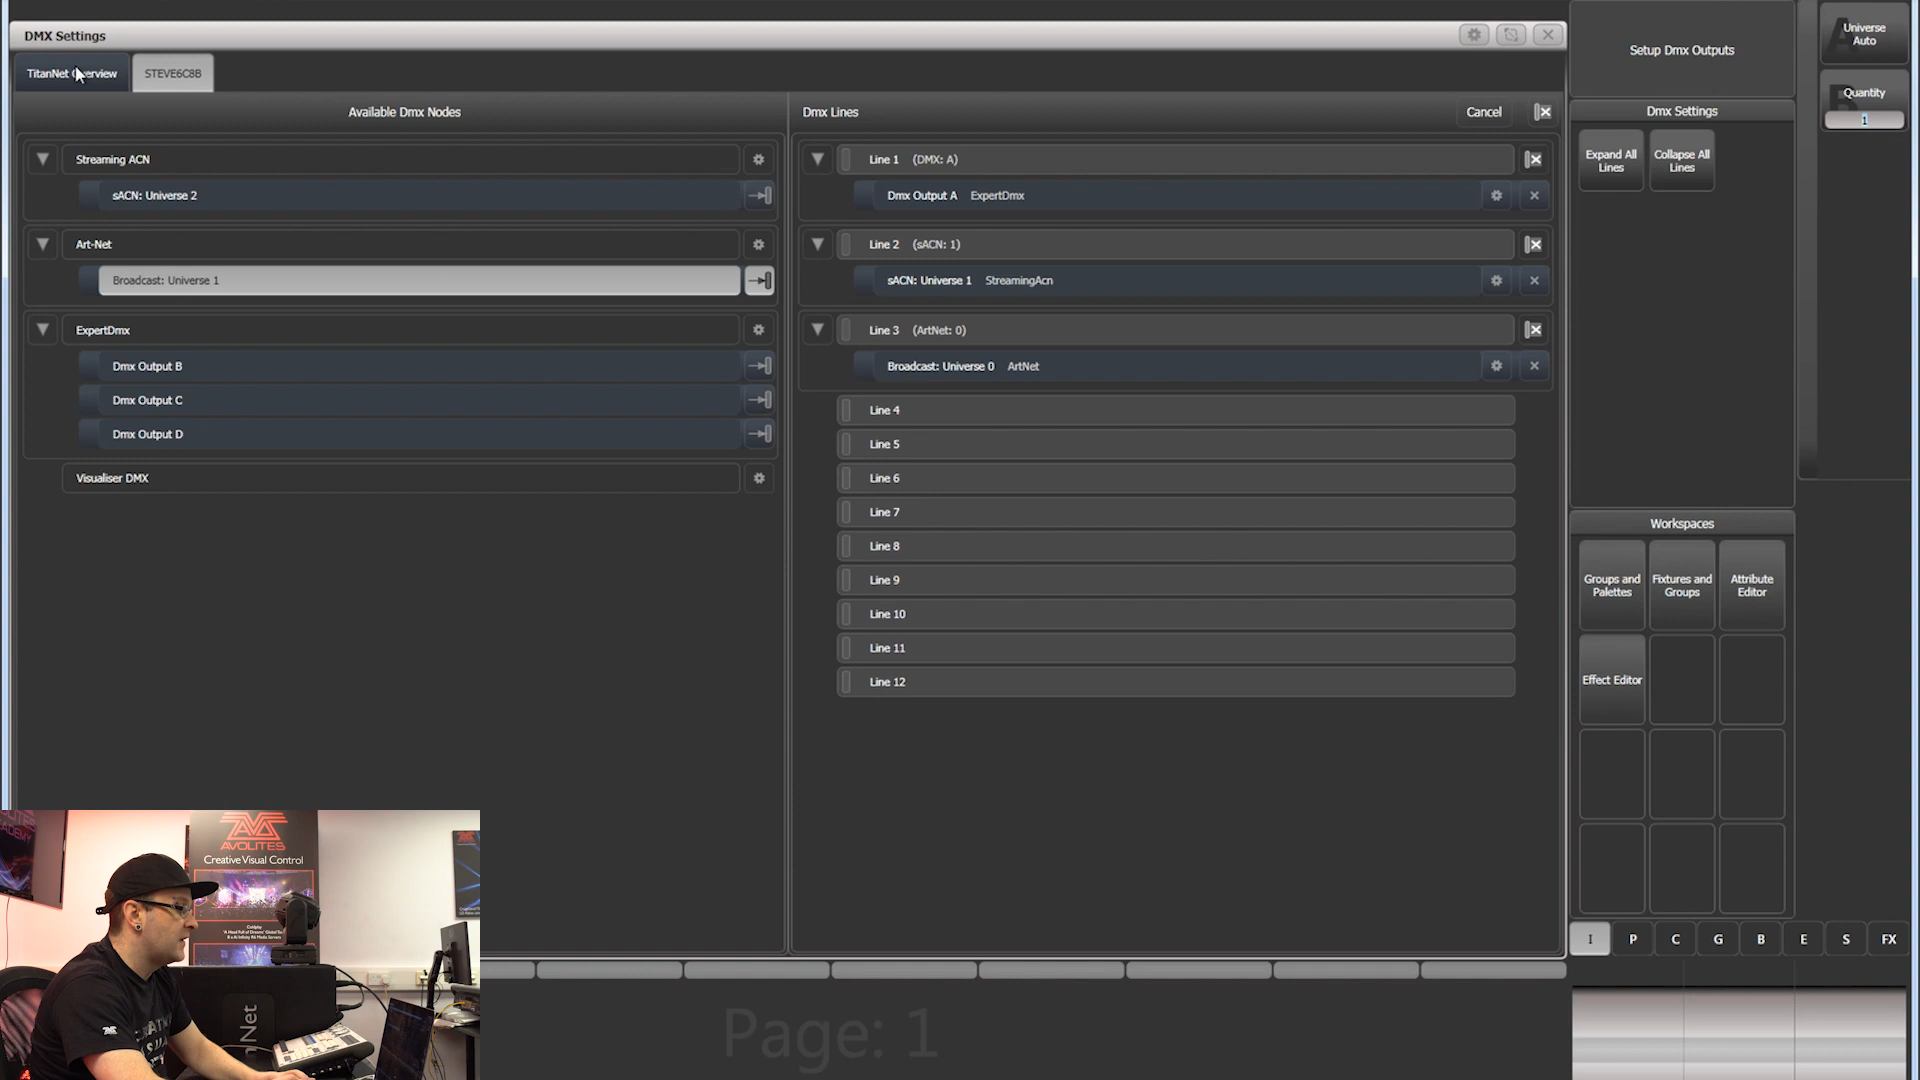 DMX Settings
TitanNet Overview
STEVE6C8B
Available Dmx Nodes
Streaming ACN
sACN: Universe 2
Art-Net
Broadcast: Universe 1
ExpertDmx
Dmx Output B
Dmx Output C
Dmx Output D
Visualiser DMX
Dmx Lines
Cancel
Line 1 (DMX: A)
Dmx Output A ExpertDmx
Line 2 (sACN: 1)
sACN: Universe 1 StreamingAcn
Line 3 (ArtNet: 0)
Broadcast: Universe 0 ArtNet
Line 4
Line 5
Line 6
Line 7
Line 8
Line 9
Line 10
Line 11
Line 12
Setup Dmx Outputs
Dmx Settings
Expand All
Lines
Collapse All
Lines
A
Universe
Auto
B
Quantity
1
Workspaces
Groups and
Palettes
Fixtures and
Groups
Attribute
Editor
Effect Editor
I P C G B E S FX
Page: 1
AVOLITES
Creative Visual Control
Coldplay
Net